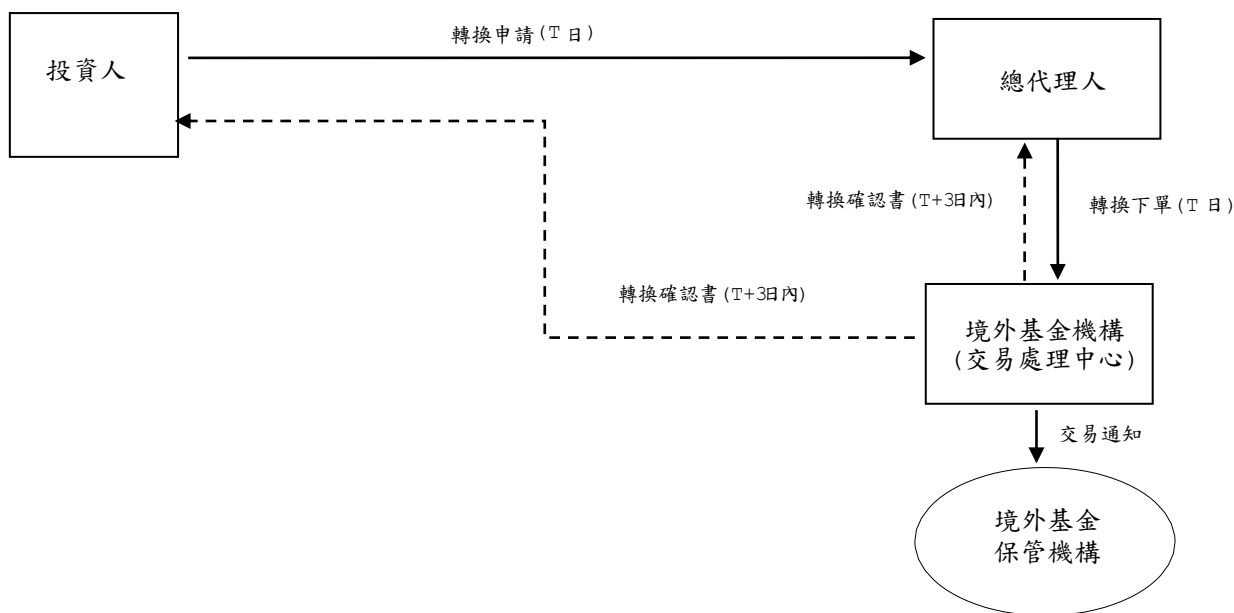 轉換申請(T 日)
投資人
總代理人
轉換確認書(T+3日內)
轉換下單(T 日)
轉換確認書(T+3日內)
境外基金機構
(交易處理中心)
交易通知
境外基金
保管機構